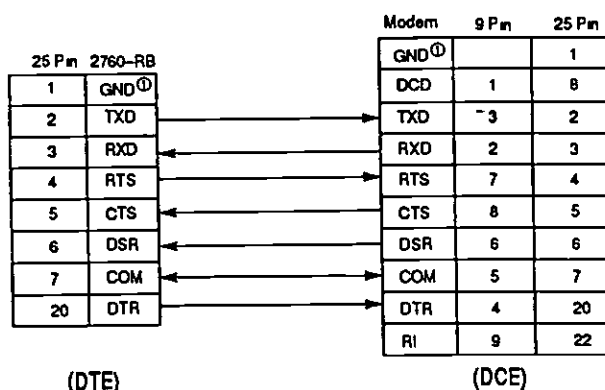 Modem 9 Pin 25 Pin
GND① 1
DCD 1 8
TXD 3 2
RXD 2 3
RTS 7 4
CTS 8 5
DSR 6 6
COM 5 7
DTR 4 20
RI 9 22
(DCE)
25 Pin 2760-RB
1 GND①
2 TXD
3 RXD
4 RTS
5 CTS
6 DSR
7 COM
20 DTR
(DTE)